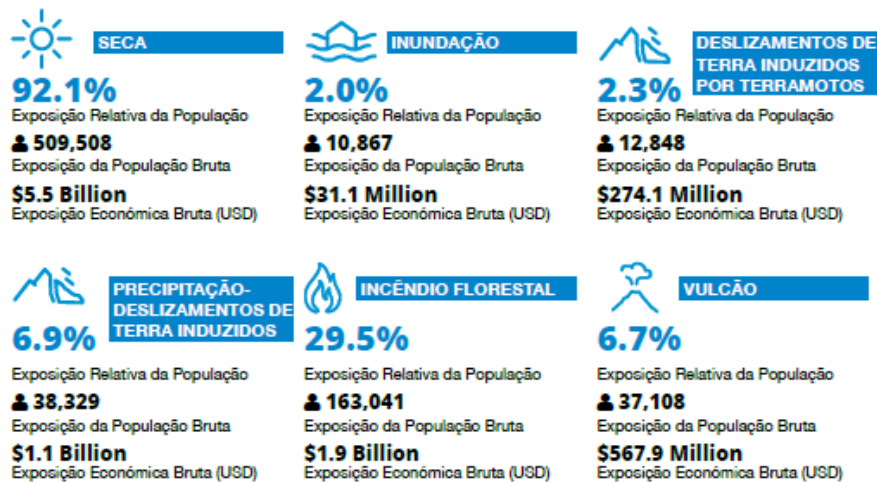 SECA
92.1%
Exposição Relativa da População
509,508
Exposição da População Bruta
$5.5 Billion
Exposição Económica Bruta (USD)
INUNDAÇÃO
2.0%
Exposição Relativa da População
10,867
Exposição da População Bruta
$31.1 Million
Exposição Económica Bruta (USD)
DESLIZAMENTOS DE
TERRA INDUZIDOS
POR TERRAMOTOS
2.3%
Exposição Relativa da População
12,848
Exposição da População Bruta
$274.1 Million
Exposição Económica Bruta (USD)
PRECIPITAÇÃO-
DESLIZAMENTOS DE
TERRA INDUZIDOS
6.9%
Exposição Relativa da População
38,329
Exposição da População Bruta
$1.1 Billion
Exposição Económica Bruta (USD)
INCÊNDIO FLORESTAL
29.5%
Exposição Relativa da População
163,041
Exposição da População Bruta
$1.9 Billion
Exposição Económica Bruta (USD)
VULCÃO
6.7%
Exposição Relativa da População
37,108
Exposição da População Bruta
$567.9 Million
Exposição Económica Bruta (USD)